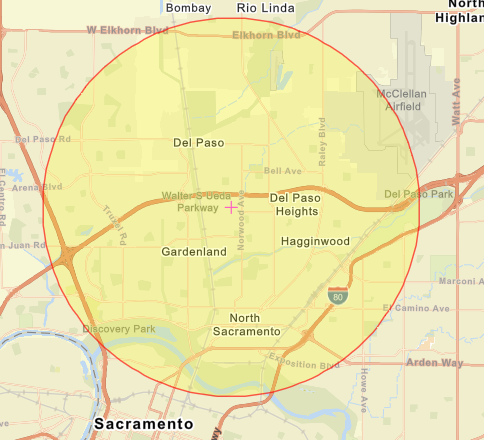 Bombay
Rio Linda
North
Highlan
W Elkhorn Blvd
Elkhorn Blvd
McClellan
Airfield
Watt Ave
Raley Blvd
Del Paso Rd
Del Paso
Bell Ave
El Centro Rd
Arena Blvd
Walter S Ueda
Parkway
Del Paso
Heights
Del Paso Park
Truxel Rd
Norwood Ave
San Juan Rd
Gardenland
Hagginwood
Marconi A
80
El Camino Ave
North
Sacramento
Discovery Park
Exposition Blvd
Arden Way
Howe Ave
Sacramento
wy